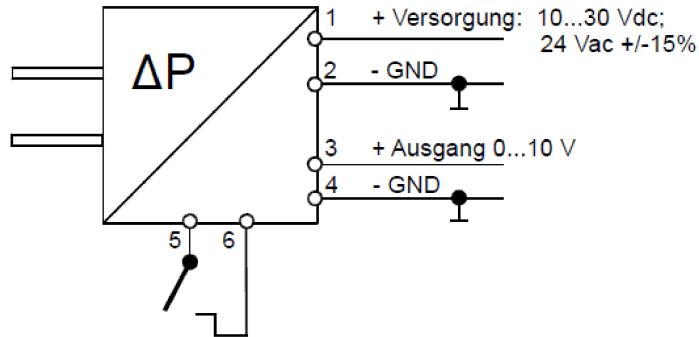 1 + Versorgung: 10...30 Vdc;
24 Vac +/-15%
ΔP
2 - GND
3 + Ausgang 0...10 V
4 - GND
5 6